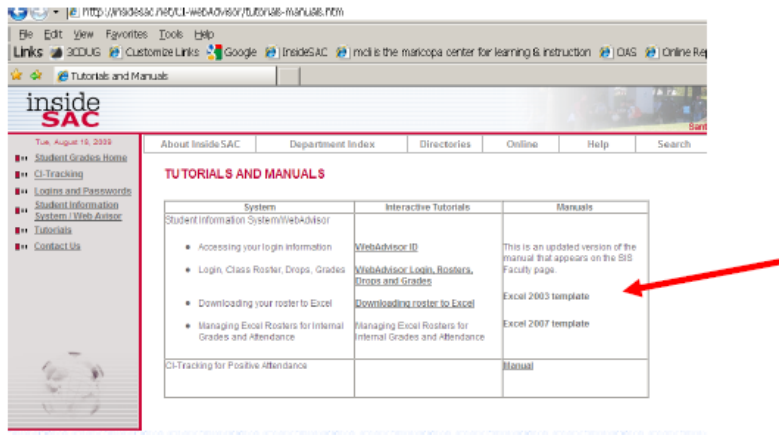 http://insidesac.net/CI-WebAdvisor/tutorials-manuals.htm
File Edit View Favorites Tools Help
Links 3CDUG Customize Links Google InsideSAC mcli is the maricopa center for learning & instruction OAS Online Rep
Tutorials and Manuals
inside
SAC
Sant
Tue, August 18, 2009
About InsideSAC Department Index Directories Online Help Search
Student Grades Home
CI-Tracking
Logins and Passwords
Student Information
System / Web Avisor
Tutorials
Contact Us
TUTORIALS AND MANUALS
System Interactive Tutorials Manuals
Student Information System/WebAdvisor
Accessing your login information WebAdvisor ID This is an updated version of the
manual that appears on the SIS
Faculty page.
Login, Class Roster, Drops, Grades WebAdvisor Login, Rosters,
Drops and Grades
Excel 2003 template
Downloading your roster to Excel Downloading roster to Excel
Managing Excel Rosters for Internal
Grades and Attendance Managing Excel Rosters for
Internal Grades and Attendance Excel 2007 template
CI-Tracking for Positive Attendance Manual